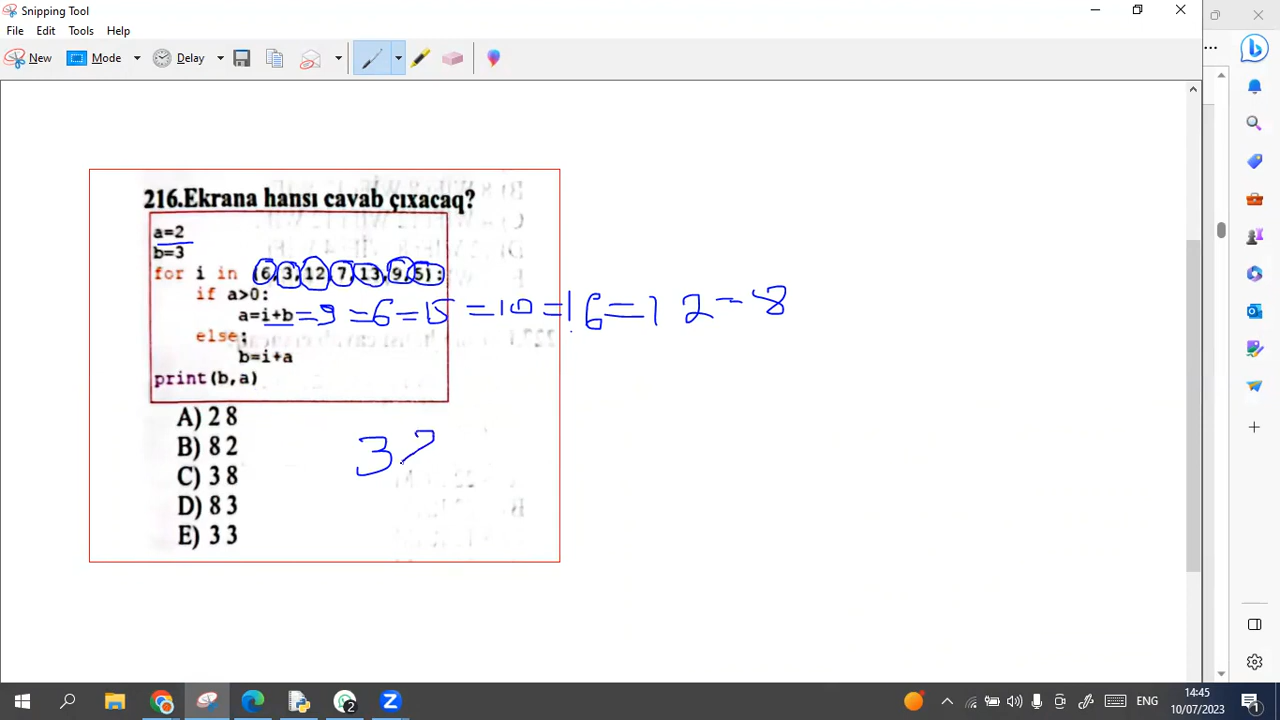 Snipping Tool
File Edit Tools Help
New Mode Delay
216.Ekrana hansı cavab çıxacaq?
a=2
b=3
for i in (6,3,12,7,13,9,5):
if a>0:
a=i+b =9 =6 =15 =10 =16=12-8
else:
b=i+a
print(b,a)
A) 2 8
B) 8 2
C) 3 8
D) 8 3
E) 3 3
3
ENG
14:45
10/07/2023